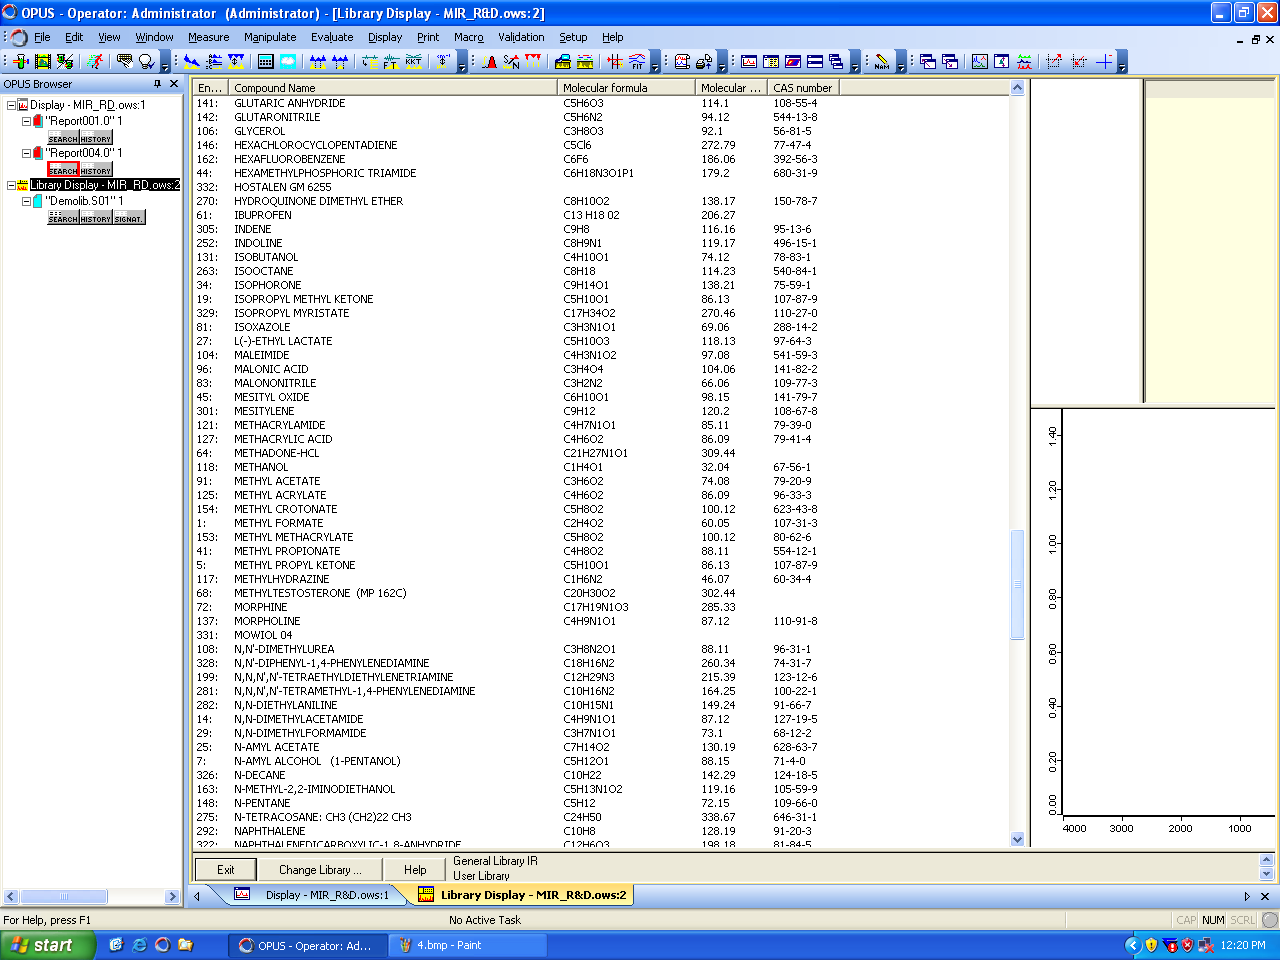 OPUS - Operator: Administrator (Administrator) - [Library Display - MIR_R&D.ows:2]
File Edit View Window Measure Manipulate Evaluate Display Print Macro Validation Setup Help
OPUS Browser
Display - MIR_RD.ows:1
"Report001.0" 1
SEARCH HISTORY
"Report004.0" 1
SEARCH HISTORY
Library Display - MIR_RD.ows:2
"Demolib.S01" 1
SEARCH HISTORY SIGNAT.
En... Compound Name Molecular formula Molecular ... CAS number
141: GLUTARIC ANHYDRIDE C5H6O3 114.1 108-55-4
142: GLUTARONITRILE C5H6N2 94.12 544-13-8
106: GLYCEROL C3H8O3 92.1 56-81-5
146: HEXACHLOROCYCLOPENTADIENE C5Cl6 272.79 77-47-4
162: HEXAFLUOROBENZENE C6F6 186.06 392-56-3
44: HEXAMETHYLPHOSPHORIC TRIAMIDE C6H18N3O1P1 179.2 680-31-9
332: HOSTALEN GM 6255
270: HYDROQUINONE DIMETHYL ETHER C8H10O2 138.17 150-78-7
61: IBUPROFEN C13 H18 02 206.27
305: INDENE C9H8 116.16 95-13-6
252: INDOLINE C8H9N1 119.17 496-15-1
131: ISOBUTANOL C4H10O1 74.12 78-83-1
263: ISOOCTANE C8H18 114.23 540-84-1
34: ISOPHORONE C9H14O1 138.21 75-59-1
19: ISOPROPYL METHYL KETONE C5H10O1 86.13 107-87-9
329: ISOPROPYL MYRISTATE C17H34O2 270.46 110-27-0
81: ISOXAZOLE C3H3N1O1 69.06 288-14-2
27: L(-)-ETHYL LACTATE C5H10O3 118.13 97-64-3
104: MALEIMIDE C4H3N1O2 97.08 541-59-3
96: MALONIC ACID C3H4O4 104.06 141-82-2
83: MALONONITRILE C3H2N2 66.06 109-77-3
45: MESITYL OXIDE C6H10O1 98.15 141-79-7
301: MESITYLENE C9H12 120.2 108-67-8
121: METHACRYLAMIDE C4H7N1O1 85.11 79-39-0
127: METHACRYLIC ACID C4H6O2 86.09 79-41-4
64: METHADONE-HCL C21H27N1O1 309.44
118: METHANOL C1H4O1 32.04 67-56-1
91: METHYL ACETATE C3H6O2 74.08 79-20-9
125: METHYL ACRYLATE C4H6O2 86.09 96-33-3
154: METHYL CROTONATE C5H8O2 100.12 623-43-8
1: METHYL FORMATE C2H4O2 60.05 107-31-3
153: METHYL METHACRYLATE C5H8O2 100.12 80-62-6
41: METHYL PROPIONATE C4H8O2 88.11 554-12-1
5: METHYL PROPYL KETONE C5H10O1 86.13 107-87-9
117: METHYLHYDRAZINE C1H6N2 46.07 60-34-4
68: METHYLTESTOSTERONE (MP 162C) C20H30O2 302.44
72: MORPHINE C17H19N1O3 285.33
137: MORPHOLINE C4H9N1O1 87.12 110-91-8
331: MOWIOL 04
108: N,N'-DIMETHYLUREA C3H8N2O1 88.11 96-31-1
328: N,N'-DIPHENYL-1,4-PHENYLENEDIAMINE C18H16N2 260.34 74-31-7
199: N,N,N',N'-TETRAETHYLDIETHYLENETRIAMINE C12H29N3 215.39 123-12-6
281: N,N,N',N'-TETRAMETHYL-1,4-PHENYLENEDIAMINE C10H16N2 164.25 100-22-1
282: N,N-DIETHYLANILINE C10H15N1 149.24 91-66-7
14: N,N-DIMETHYLACETAMIDE C4H9N1O1 87.12 127-19-5
29: N,N-DIMETHYLFORMAMIDE C3H7N1O1 73.1 68-12-2
25: N-AMYL ACETATE C7H14O2 130.19 628-63-7
7: N-AMYL ALCOHOL (1-PENTANOL) C5H12O1 88.15 71-4-0
326: N-DECANE C10H22 142.29 124-18-5
163: N-METHYL-2,2-IMINODIETHANOL C5H13N1O2 119.16 105-59-9
148: N-PENTANE C5H12 72.15 109-66-0
275: N-TETRACOSANE: CH3 (CH2)22 CH3 C24H50 338.67 646-31-1
292: NAPHTHALENE C10H8 128.19 91-20-3
322: NAPHTHALENEDICARBOXYLIC-1,8-ANHYDRIDE C12H6O3 198.18 81-84-5
1.40
1.20
1.00
0.80
0.60
0.40
0.20
0.00
4000 3000 2000 1000
Exit Change Library ... Help
General Library IR
User Library
Display - MIR_R&D.ows:1 Library Display - MIR_R&D.ows:2
For Help, press F1 No Active Task CAP NUM SCRL
start OPUS - Operator: Ad... 4.bmp - Paint 12:20 PM